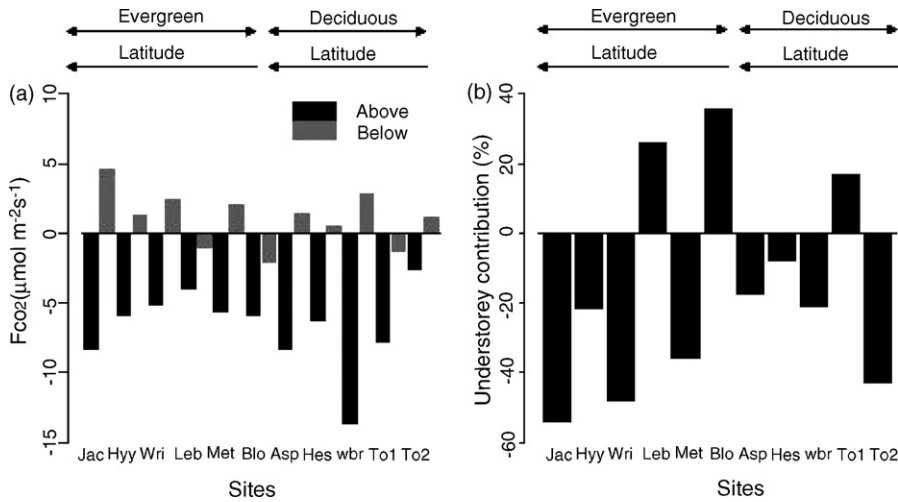 Evergreen
Deciduous
Latitude
Latitude
(a)
10
5
0
-5
-10
-15
Fco2(μmol m-2s-1)
Above
Below
Jac Hyy Wri Leb Met Blo Asp Hes wbr To1 To2
Sites
Evergreen
Deciduous
Latitude
Latitude
(b)
40
20
0
-20
-40
-60
Understorey contribution (%)
Jac Hyy Wri Leb Met Blo Asp Hes wbr To1 To2
Sites